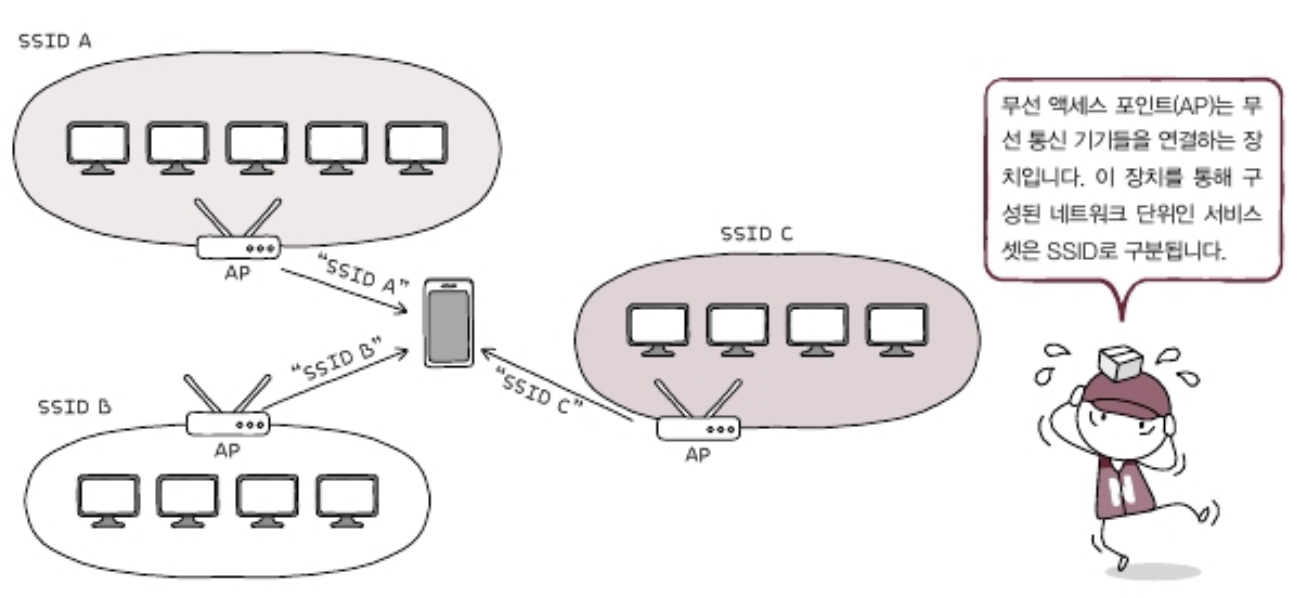 SSID A
AP
"SSID A"
SSID B
AP
"SSID B"
SSID C
AP
"SSID C"
무선 액세스 포인트(AP)는 무
선 통신 기기들을 연결하는 장
치입니다. 이 장치를 통해 구
성된 네트워크 단위인 서비스
셋은 SSID로 구분됩니다.
N